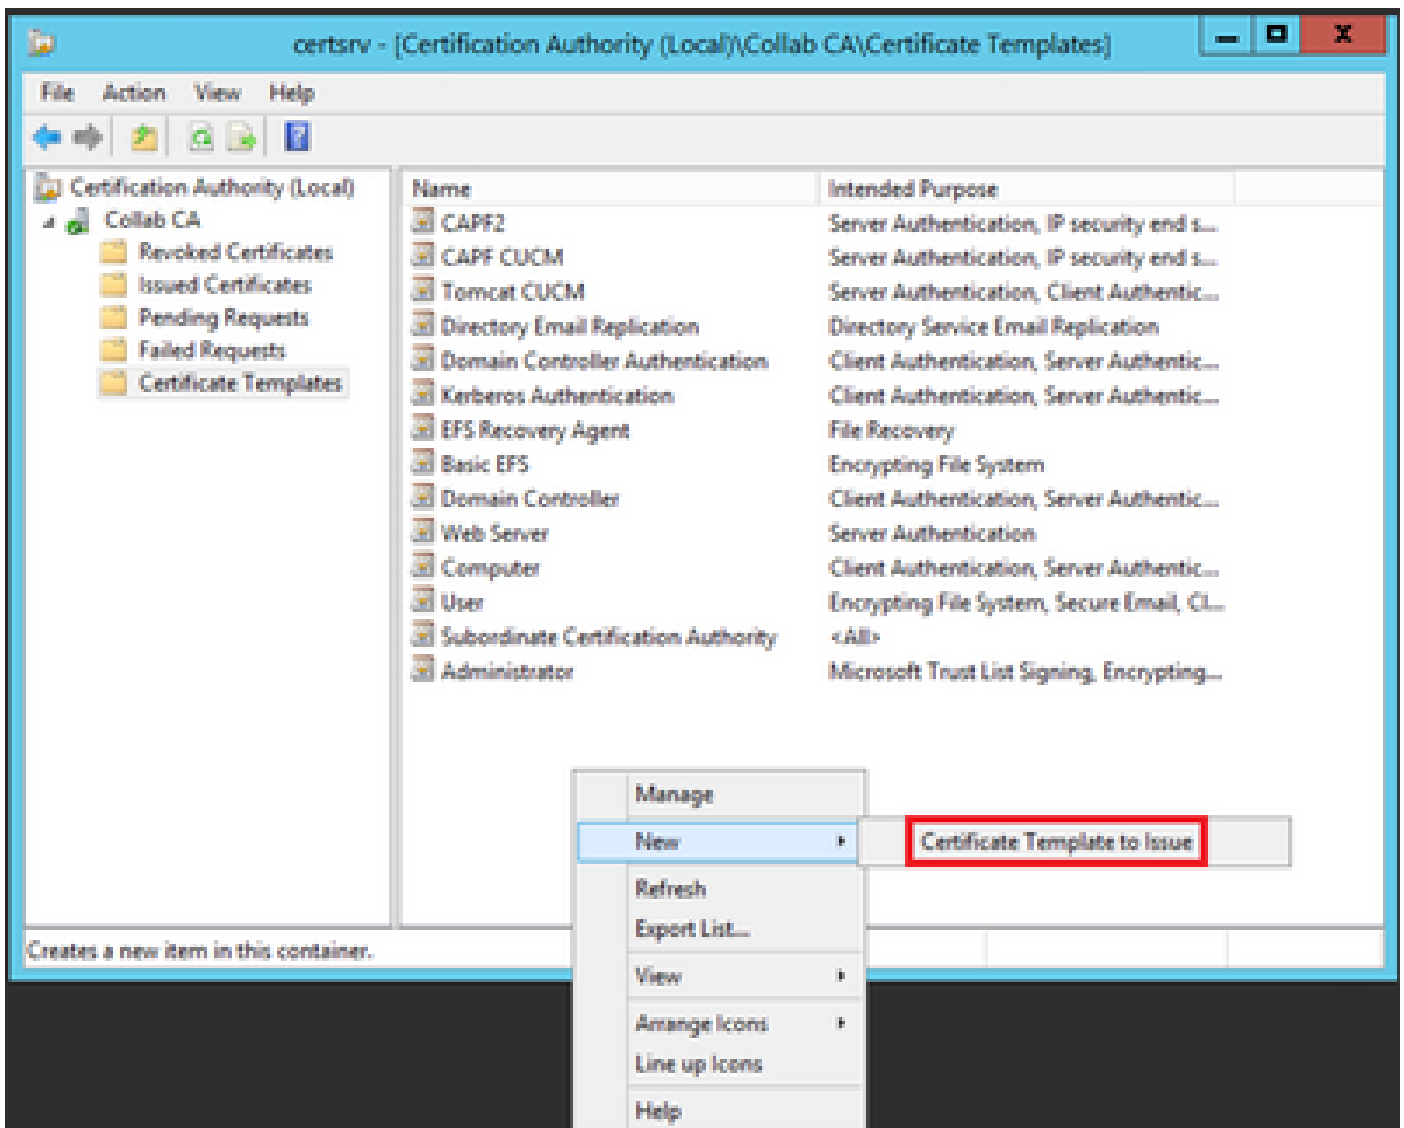 certsrv - [Certification Authority (Local)\Collab CA\Certificate Templates]
File Action View Help
Certification Authority (Local)
Collab CA
Revoked Certificates
Issued Certificates
Pending Requests
Failed Requests
Certificate Templates
Name Intended Purpose
CAPF2 Server Authentication, IP security end s...
CAPF CUCM Server Authentication, IP security end s...
Tomcat CUCM Server Authentication, Client Authentic...
Directory Email Replication Directory Service Email Replication
Domain Controller Authentication Client Authentication, Server Authentic...
Kerberos Authentication Client Authentication, Server Authentic...
EFS Recovery Agent File Recovery
Basic EFS Encrypting File System
Domain Controller Client Authentication, Server Authentic...
Web Server Server Authentication
Computer Client Authentication, Server Authentic...
User Encrypting File System, Secure Email, Cl...
Subordinate Certification Authority <All>
Administrator Microsoft Trust List Signing, Encrypting...
Manage
New Certificate Template to Issue
Refresh
Export List...
View
Arrange Icons
Line up Icons
Help
Creates a new item in this container.